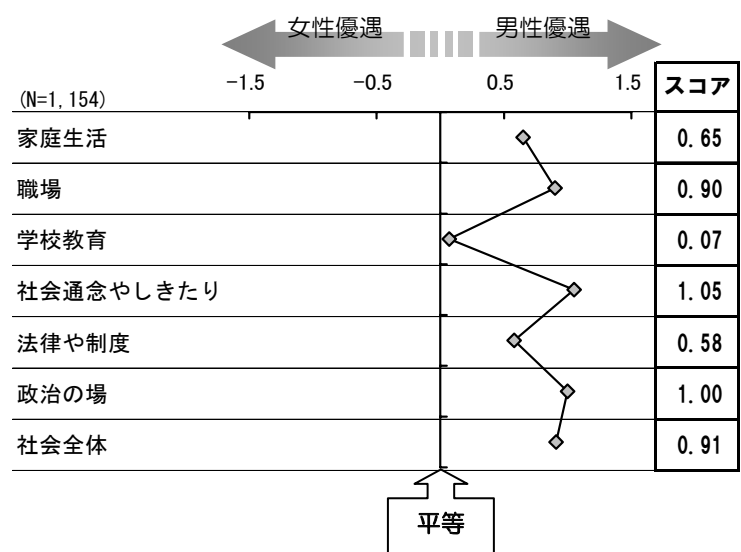 女性優遇 男性優遇
-1.5 -0.5 0.5 1.5 スコア
(N=1,154)
家庭生活 0.65
職場 0.90
学校教育 0.07
社会通念やしきたり 1.05
法律や制度 0.58
政治の場 1.00
社会全体 0.91
平等